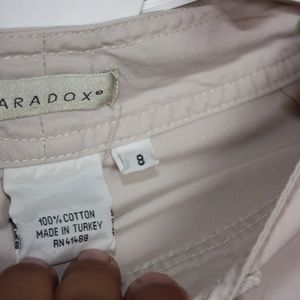 ARADOX®
8
100% COTTON
MADE IN TURKEY
RN41488